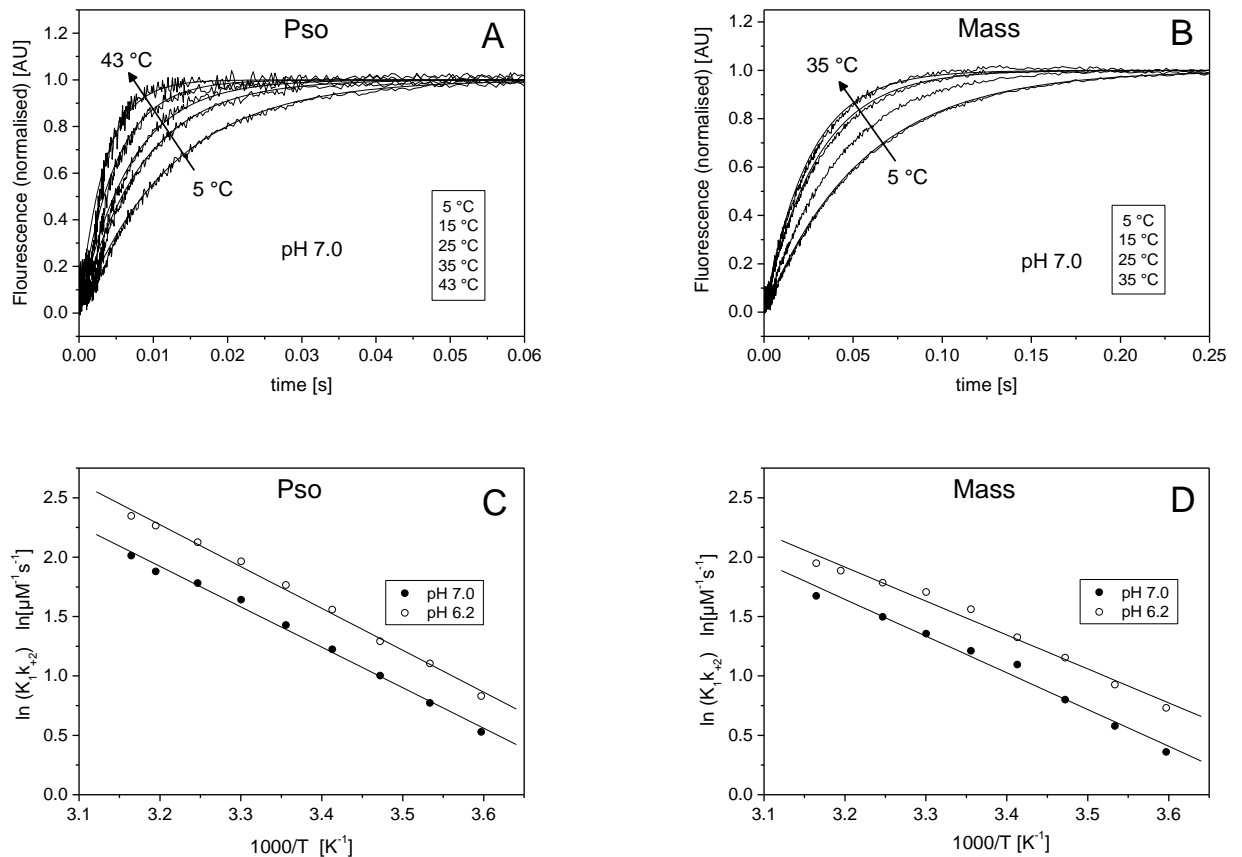 Pso
A
Flourescence (normalised) [AU]
1.2
1.0
0.8
0.6
0.4
0.2
0.0
43 °C
5 °C
pH 7.0
5 °C
15 °C
25 °C
35 °C
43 °C
0.00 0.01 0.02 0.03 0.04 0.05 0.06
time [s]
Mass
B
Fluorescence (normalised) [AU]
1.2
1.0
0.8
0.6
0.4
0.2
0.0
35 °C
5 °C
pH 7.0
5 °C
15 °C
25 °C
35 °C
0.00 0.05 0.10 0.15 0.20 0.25
time [s]
Pso
C
ln (K₁k₊₂) ln[µM⁻¹s⁻¹]
2.5
2.0
1.5
1.0
0.5
0.0
pH 7.0
pH 6.2
3.1 3.2 3.3 3.4 3.5 3.6
1000/T [K⁻¹]
Mass
D
ln (K₁k₊₂) ln[µM⁻¹s⁻¹]
2.5
2.0
1.5
1.0
0.5
0.0
pH 7.0
pH 6.2
3.1 3.2 3.3 3.4 3.5 3.6
1000/T [K⁻¹]